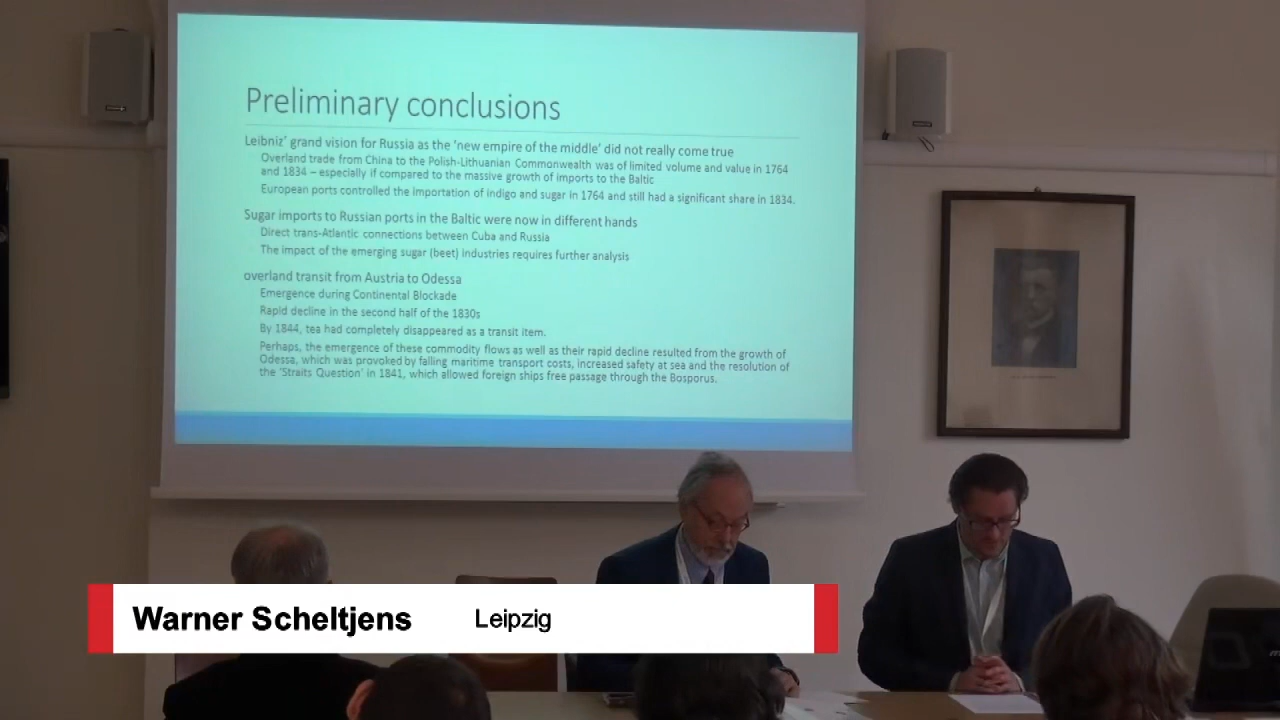 Preliminary conclusions
Leibniz' grand vision for Russia as the 'new empire of the middle' did not really come true
Overland trade from China to the Polish-Lithuanian Commonwealth was of limited volume and value in 1764
and 1834 – especially if compared to the massive growth of imports to the Baltic
European ports controlled the importation of indigo and sugar in 1764 and still had a significant share in 1834.
Sugar imports to Russian ports in the Baltic were now in different hands
Direct trans-Atlantic connections between Cuba and Russia
The impact of the emerging sugar (beet) industries requires further analysis
overland transit from Austria to Odessa
Emergence during Continental Blockade
Rapid decline in the second half of the 1830s
By 1844, tea had completely disappeared as a transit item.
Perhaps, the emergence of these commodity flows as well as their rapid decline resulted from the growth of
Odessa, which was provoked by falling maritime transport costs, increased safety at sea and the resolution of
the 'Straits Question' in 1841, which allowed foreign ships free passage through the Bosporus.
Warner Scheltjens Leipzig